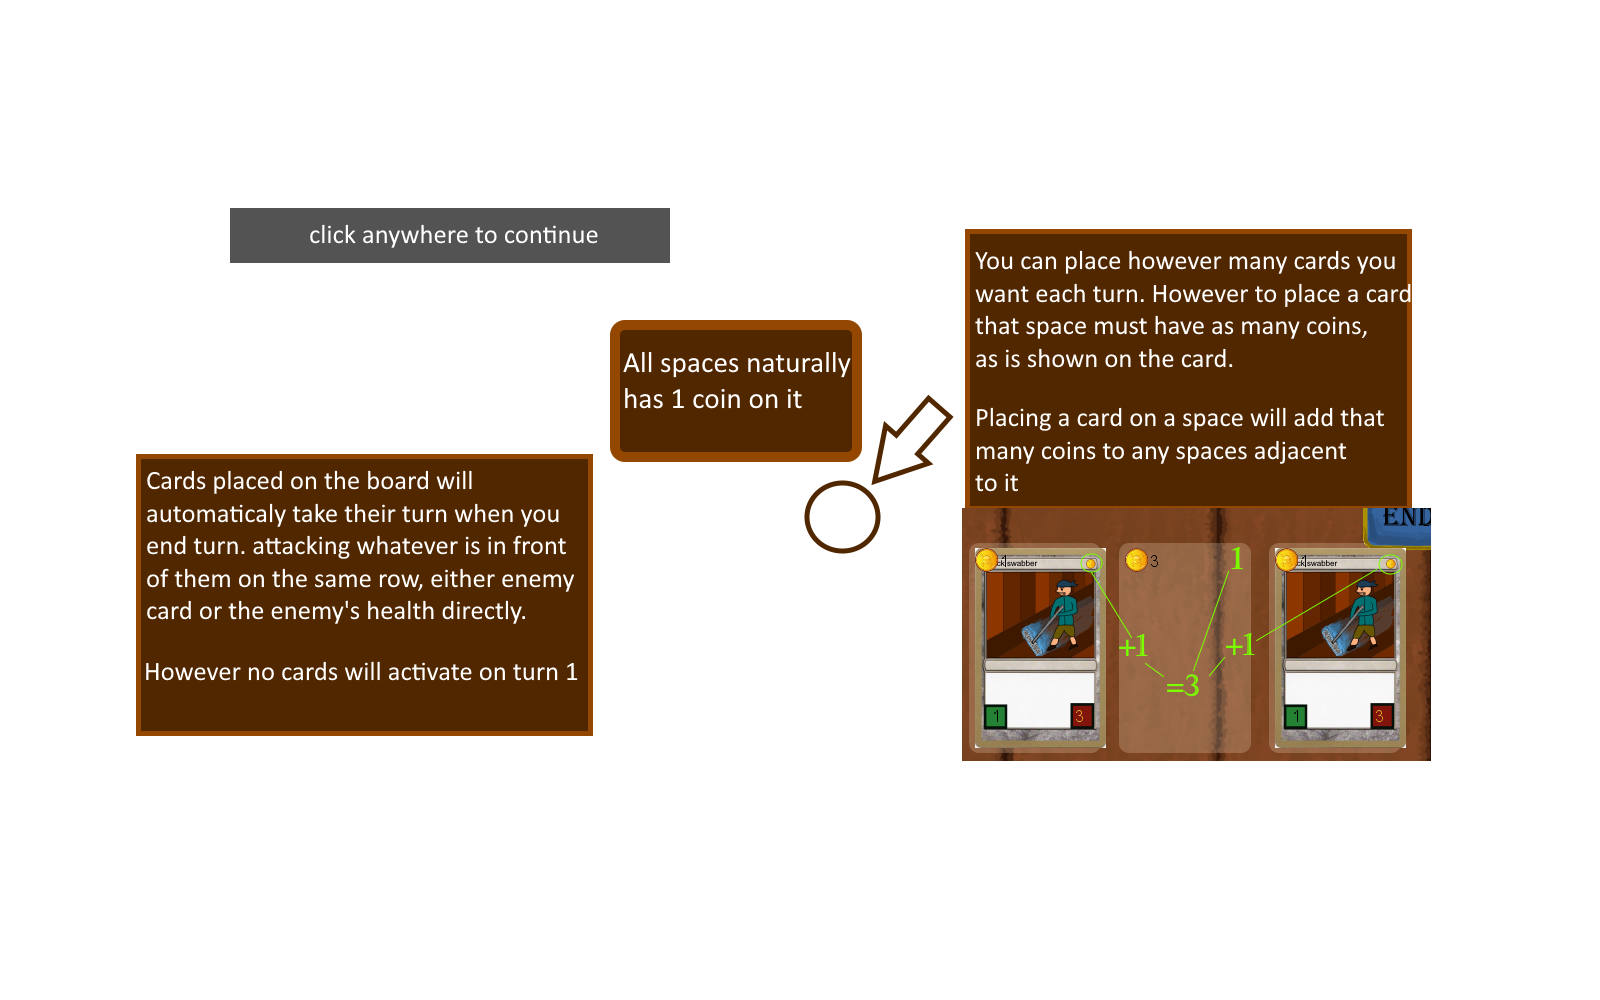 click anywhere to continue
You can place however many cards you
want each turn. However to place a card
that space must have as many coins,
as is shown on the card.
Placing a card on a space will add that
many coins to any spaces adjacent
to it
All spaces naturally
has 1 coin on it
Cards placed on the board will
automaticaly take their turn when you
end turn. attacking whatever is in front
of them on the same row, either enemy
card or the enemy's health directly.
However no cards will activate on turn 1
END
swabber
3
1
swabber
+1
+1
=3
1
3
1
3